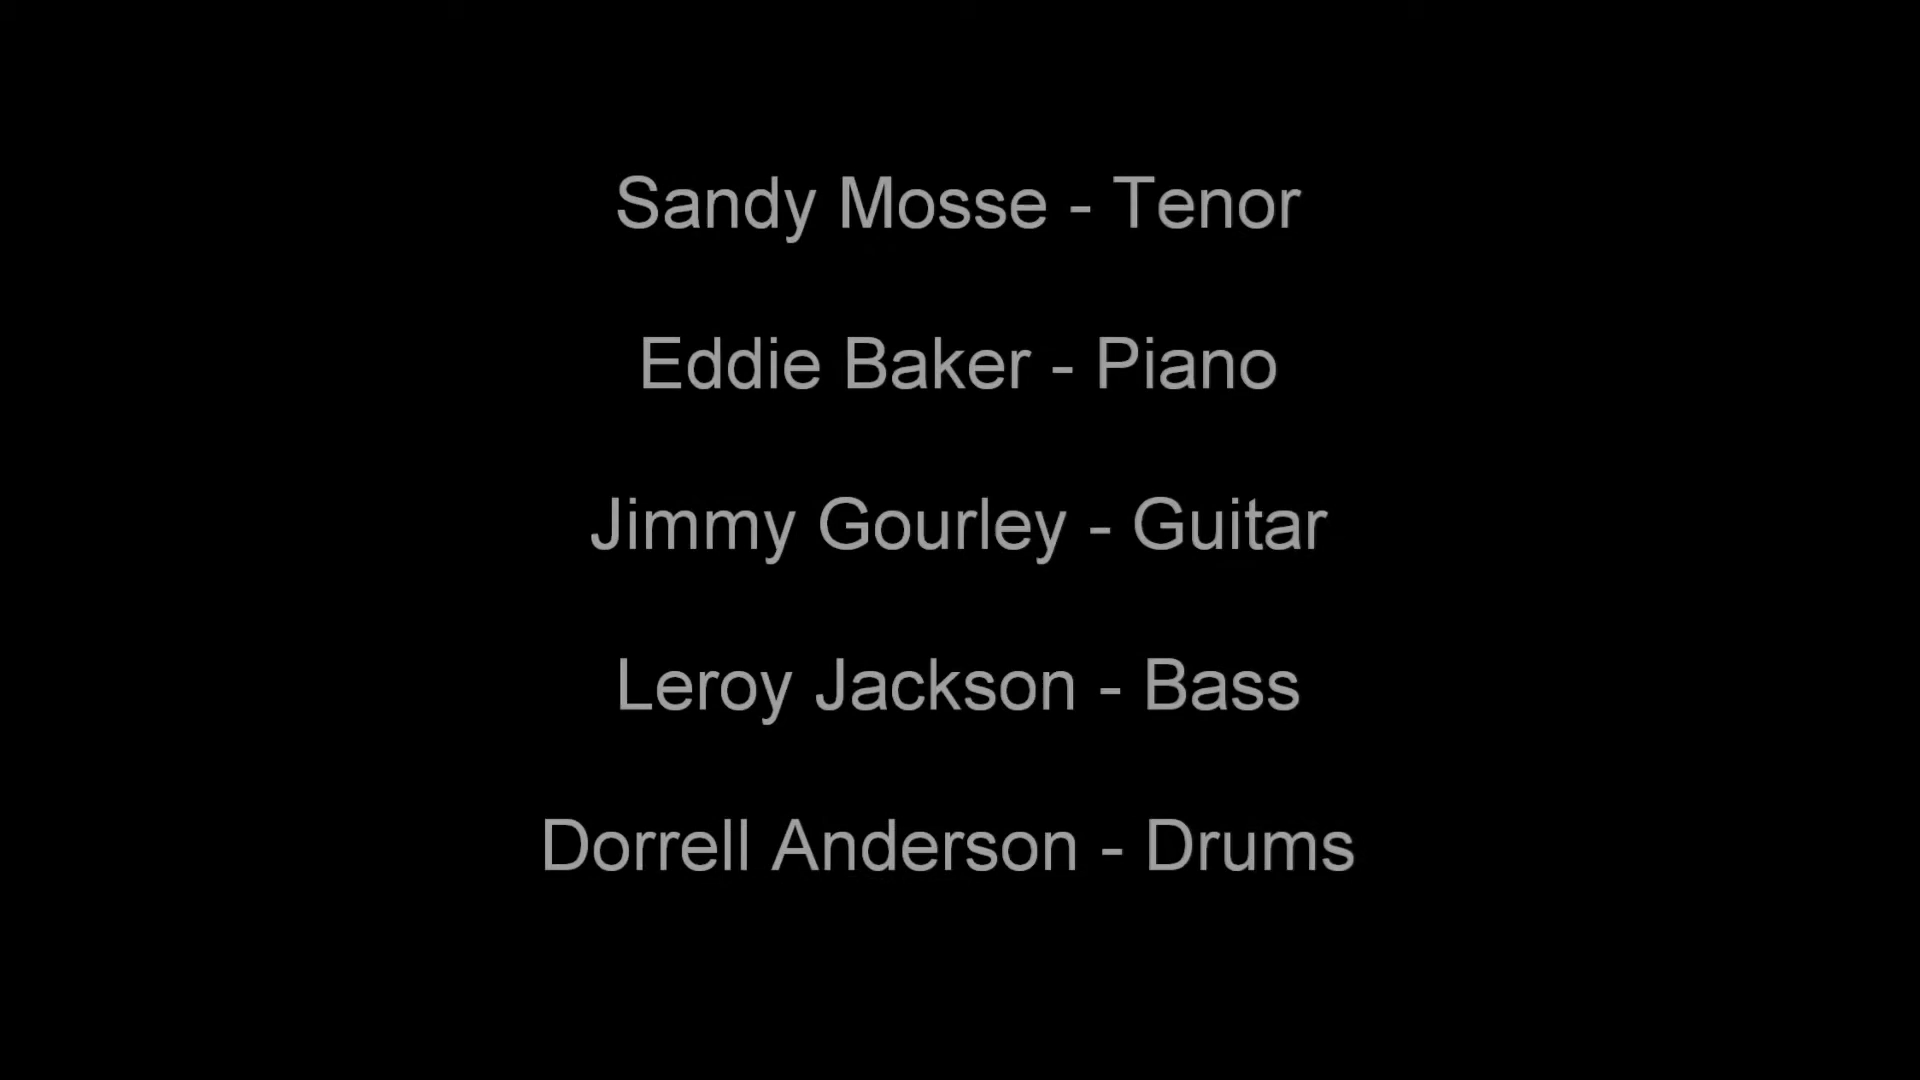 Sandy Mosse - Tenor
Eddie Baker - Piano
Jimmy Gourley - Guitar
Leroy Jackson - Bass
Dorrell Anderson - Drums